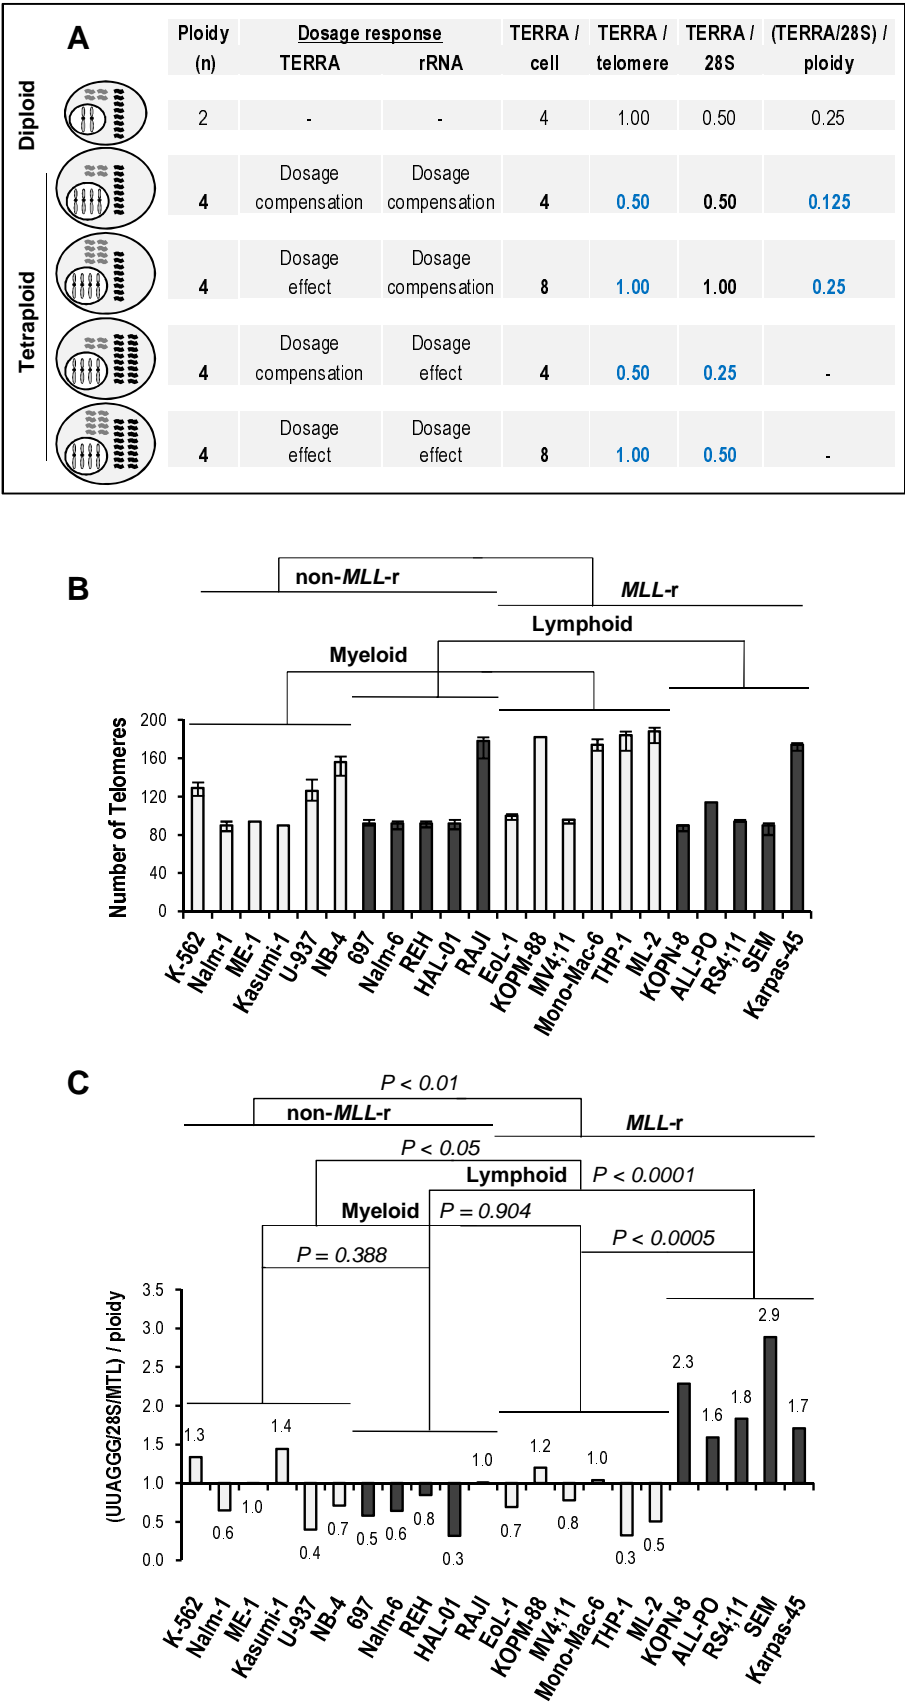 A
Ploidy Dosage response TERRA / TERRA / TERRA / (TERRA/28S) /
(n) TERRA rRNA cell telomere 28S ploidy
Diploid
2 - - 4 1.00 0.50 0.25
Tetraploid
Dosage Dosage
4 compensation compensation 4 0.50 0.50 0.125
Dosage Dosage
4 effect compensation 8 1.00 1.00 0.25
Dosage Dosage
4 compensation effect 4 0.50 0.25 -
Dosage Dosage
4 effect effect 8 1.00 0.50 -
B
non-MLL-r
MLL-r
Lymphoid
Myeloid
Number of Telomeres
200
160
120
80
40
0
K-562
Nalm-1
ME-1
Kasumi-1
U-937
NB-4
697
Nalm-6
REH
HAL-01
RAJI
EoL-1
KOPM-88
MV4;11
Mono-Mac-6
THP-1
ML-2
KOPN-8
ALL-PO
RS4;11
SEM
Karpas-45
C
P < 0.01
non-MLL-r
MLL-r
P < 0.05
Lymphoid P < 0.0001
Myeloid P = 0.904
P < 0.0005
P = 0.388
(UUAGGG/28S/MTL) / ploidy
3.5
3.0
2.5
2.0
1.5
1.0
0.5
0.0
1.3
0.6
1.0
1.4
0.4
0.7
0.5
0.6
0.8
0.3
1.0
0.7
1.2
0.8
1.0
0.3
0.5
2.3
1.6
1.8
2.9
1.7
K-562
Nalm-1
ME-1
Kasumi-1
U-937
NB-4
697
Nalm-6
REH
HAL-01
RAJI
EoL-1
KOPM-88
MV4;11
Mono-Mac-6
THP-1
ML-2
KOPN-8
ALL-PO
RS4;11
SEM
Karpas-45